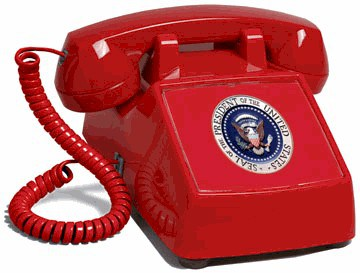 SEAL OF THE PRESIDENT OF THE UNITED STATES